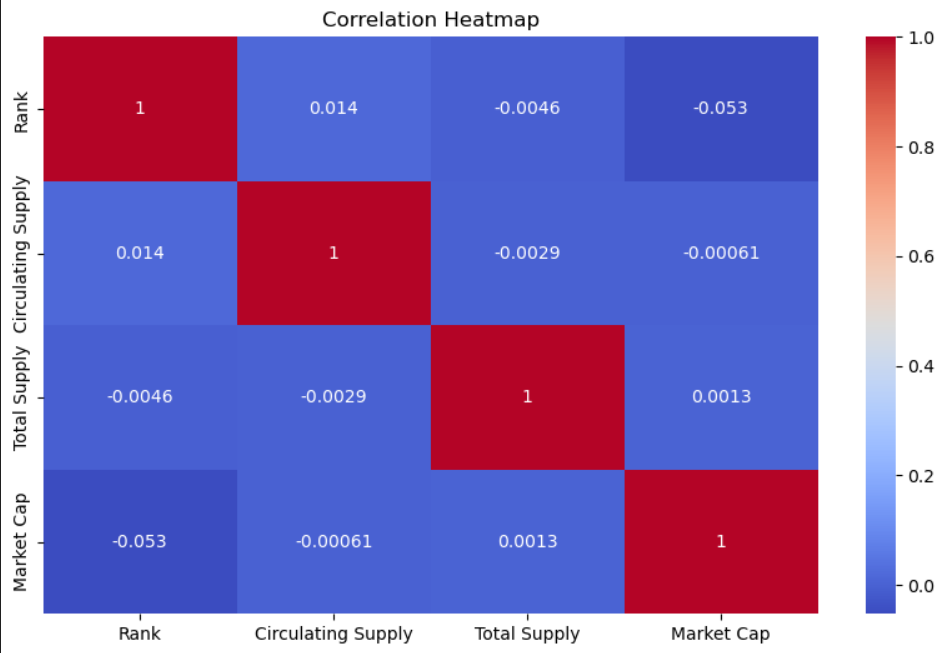 Correlation Heatmap
Rank
1
0.014
-0.0046
-0.053
Circulating Supply
0.014
1
-0.0029
-0.00061
Total Supply
-0.0046
-0.0029
1
0.0013
Market Cap
-0.053
-0.00061
0.0013
1
Rank
Circulating Supply
Total Supply
Market Cap
1.0
0.8
0.6
0.4
0.2
0.0